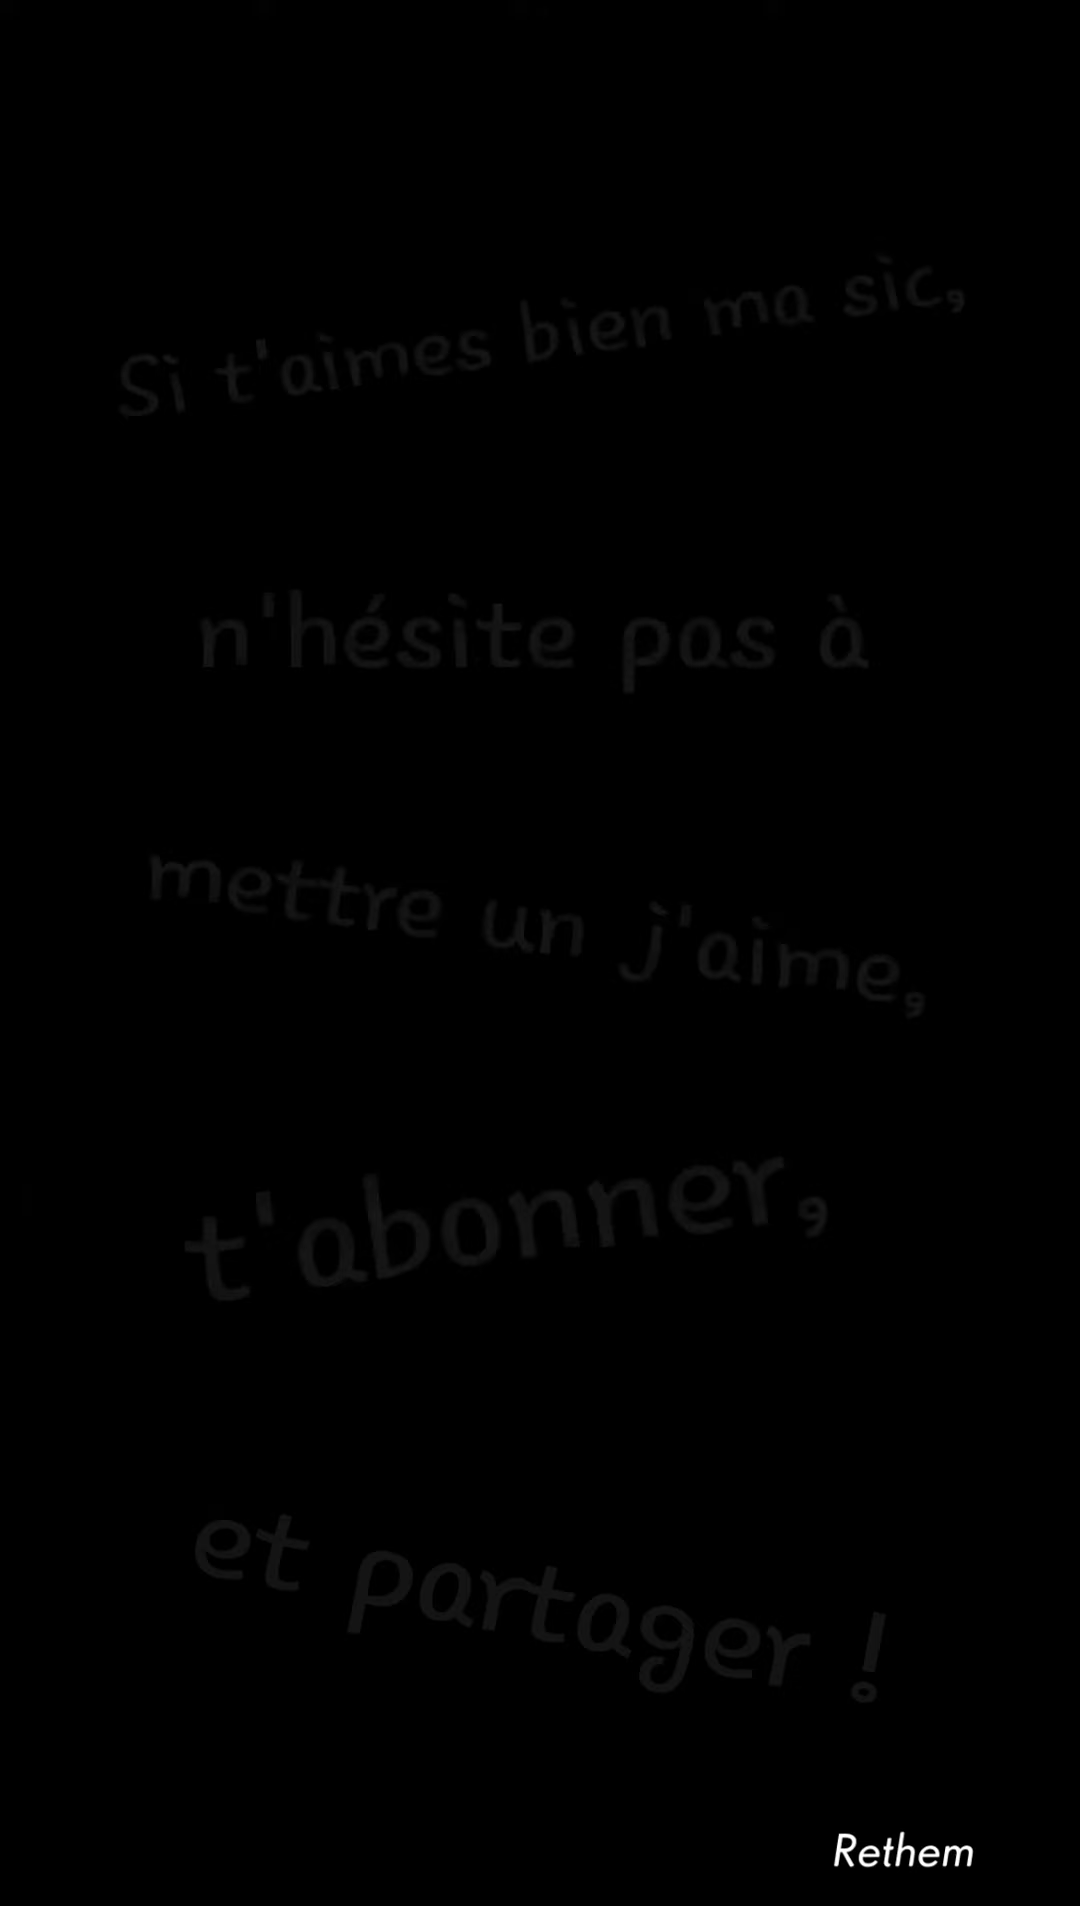 Si t'aimes bien ma sic,
n'hésite pas à
mettre un j'aime,
t'abonner,
et partager !
Rethem